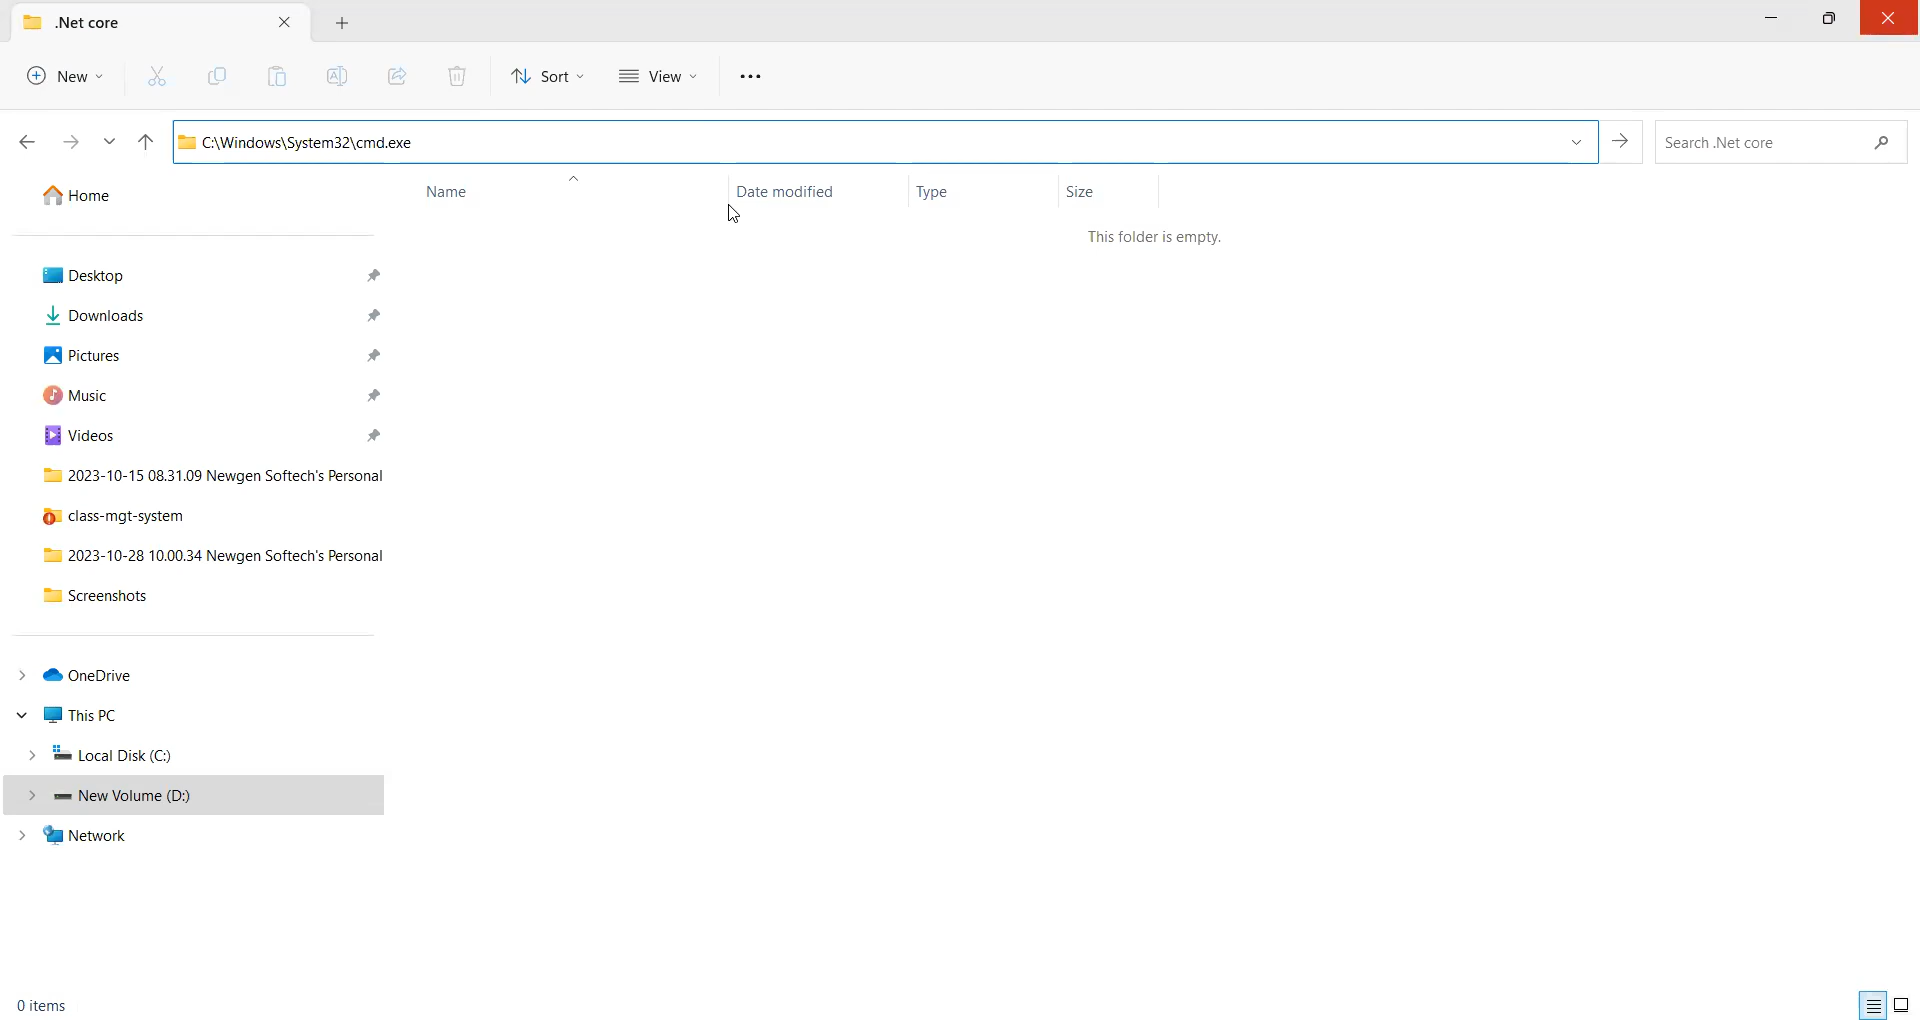 .Net core
New
Sort
View
C:\Windows\System32\cmd.exe
Search .Net core
Home
Name
Date modified
Type
Size
This folder is empty.
Desktop
Downloads
Pictures
Music
Videos
2023-10-15 08.31.09 Newgen Softech's Personal
class-mgt-system
2023-10-28 10.00.34 Newgen Softech's Personal
Screenshots
OneDrive
This PC
Local Disk (C:)
New Volume (D:)
Network
0 items